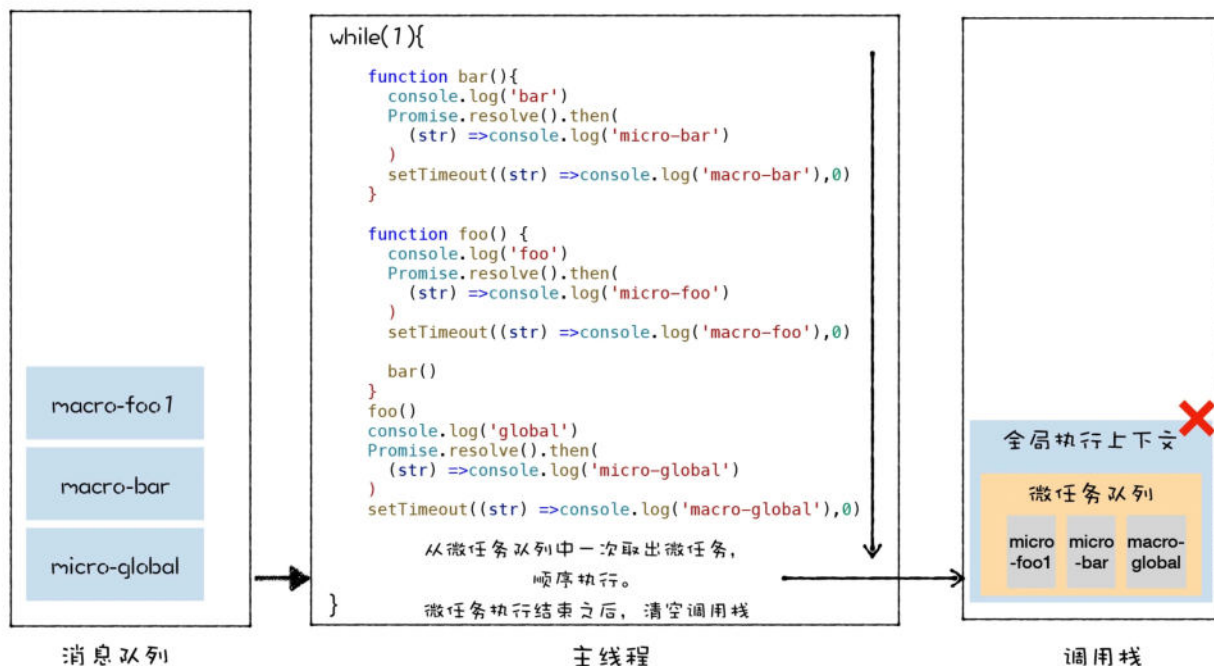 macro-foo1
macro-bar
micro-global
消息队列
while(1){
function bar(){
console.log('bar')
Promise.resolve().then(
(str) =>console.log('micro-bar')
)
setTimeout((str) =>console.log('macro-bar'),0)
}
function foo() {
console.log('foo')
Promise.resolve().then(
(str) =>console.log('micro-foo')
)
setTimeout((str) =>console.log('macro-foo'),0)
bar()
}
foo()
console.log('global')
Promise.resolve().then(
(str) =>console.log('micro-global')
)
setTimeout((str) =>console.log('macro-global'),0)
从微任务队列中一次取出微任务，
顺序执行。
微任务执行结束之后，清空调用栈
}
主线程
全局执行上下文
微任务队列
micro
-foo1
micro
-bar
macro-
global
调用栈